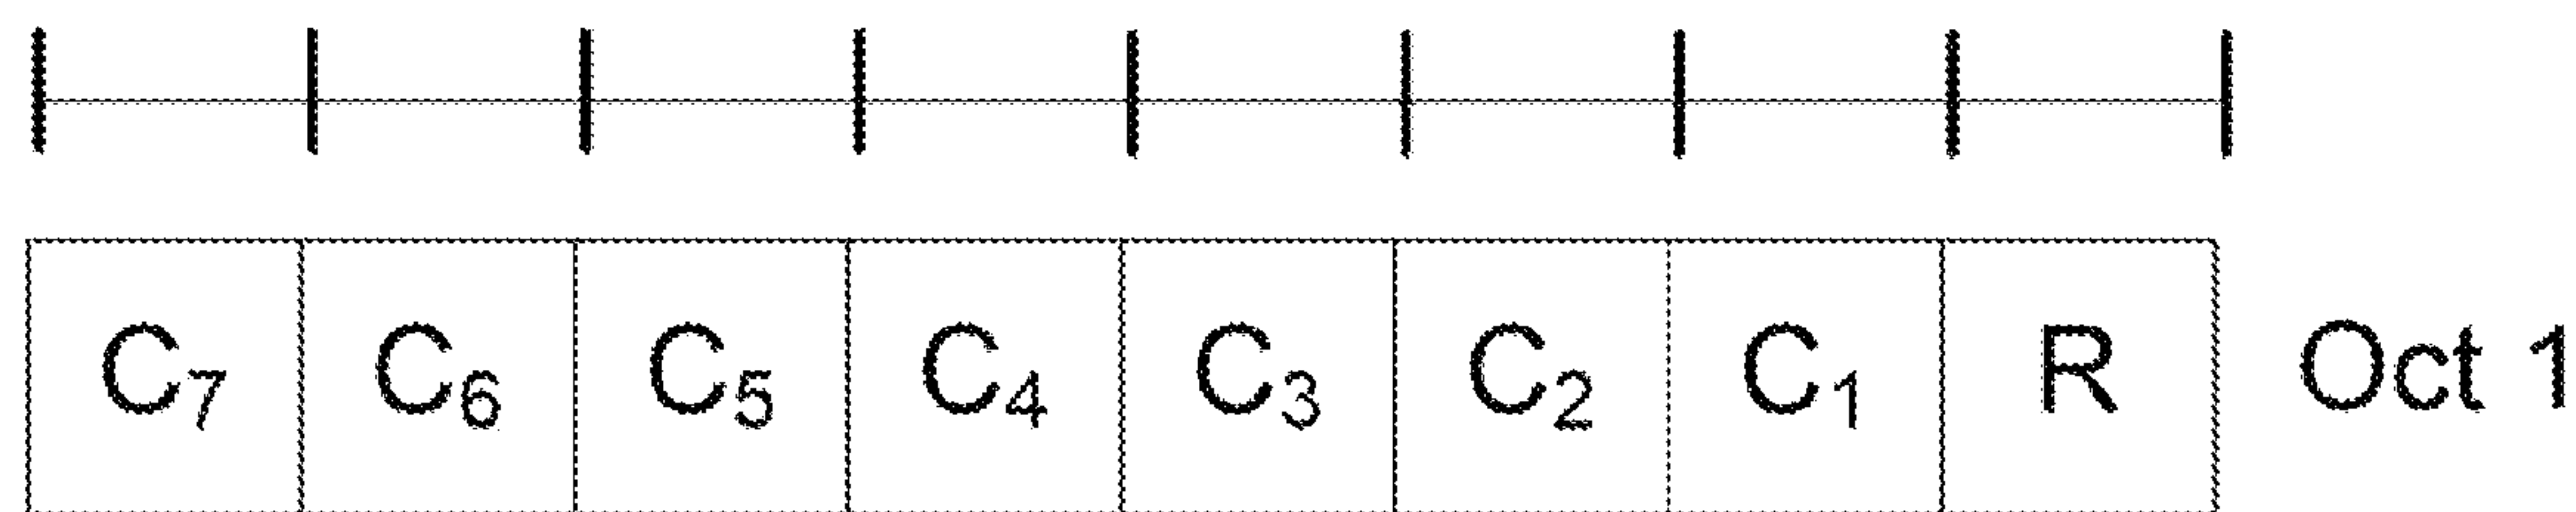 C₇ C₆ C₅ C₄ C₃ C₂ C₁ R Oct 1